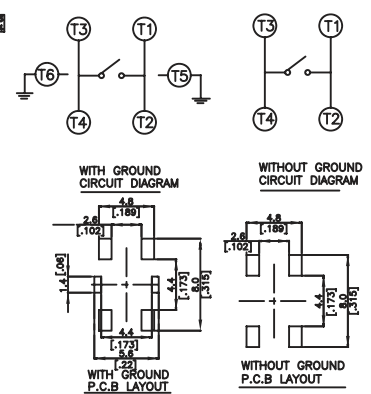 T3 T1
T6 T5
T4 T2
WITH GROUND
CIRCUIT DIAGRAM
T3 T1
T4 T2
WITHOUT GROUND
CIRCUIT DIAGRAM
4.8
[.189]
2.6
[.102]
1.4 [.06]
4.4
[.173]
8.0
[.315]
4.4
[.173]
5.6
[.22]
WITH GROUND
P.C.B LAYOUT
4.8
[.189]
2.6
[.102]
4.4
[.173]
8.0
[.315]
WITHOUT GROUND
P.C.B LAYOUT